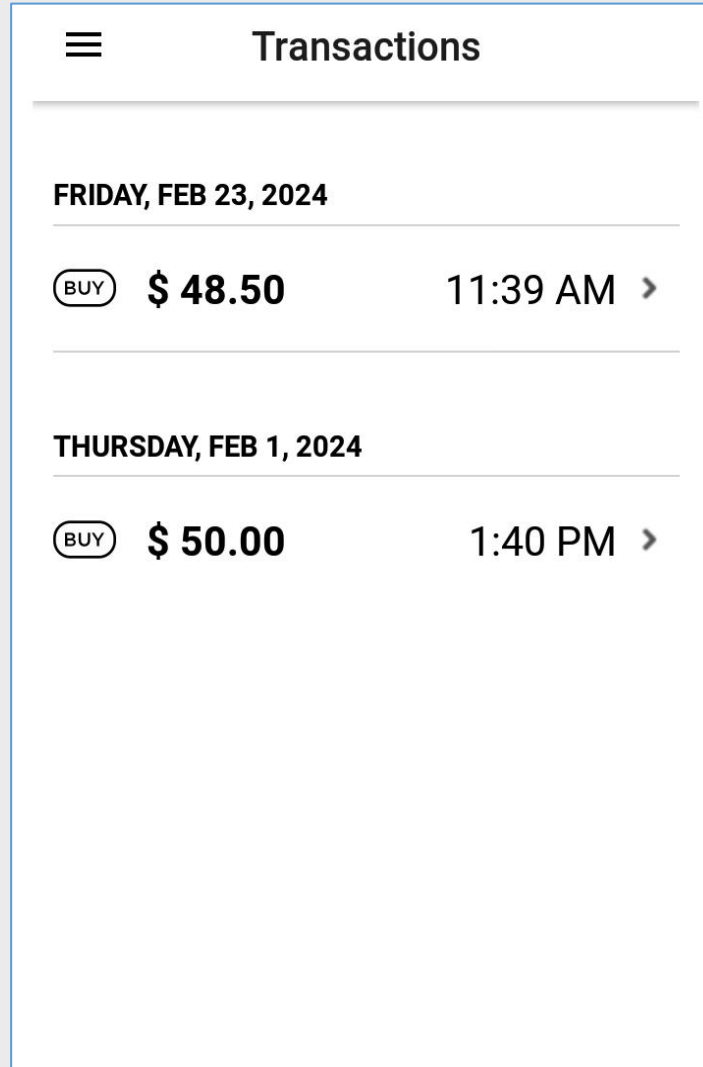 Transactions
FRIDAY, FEB 23, 2024
BUY $ 48.50 11:39 AM
THURSDAY, FEB 1, 2024
BUY $ 50.00 1:40 PM